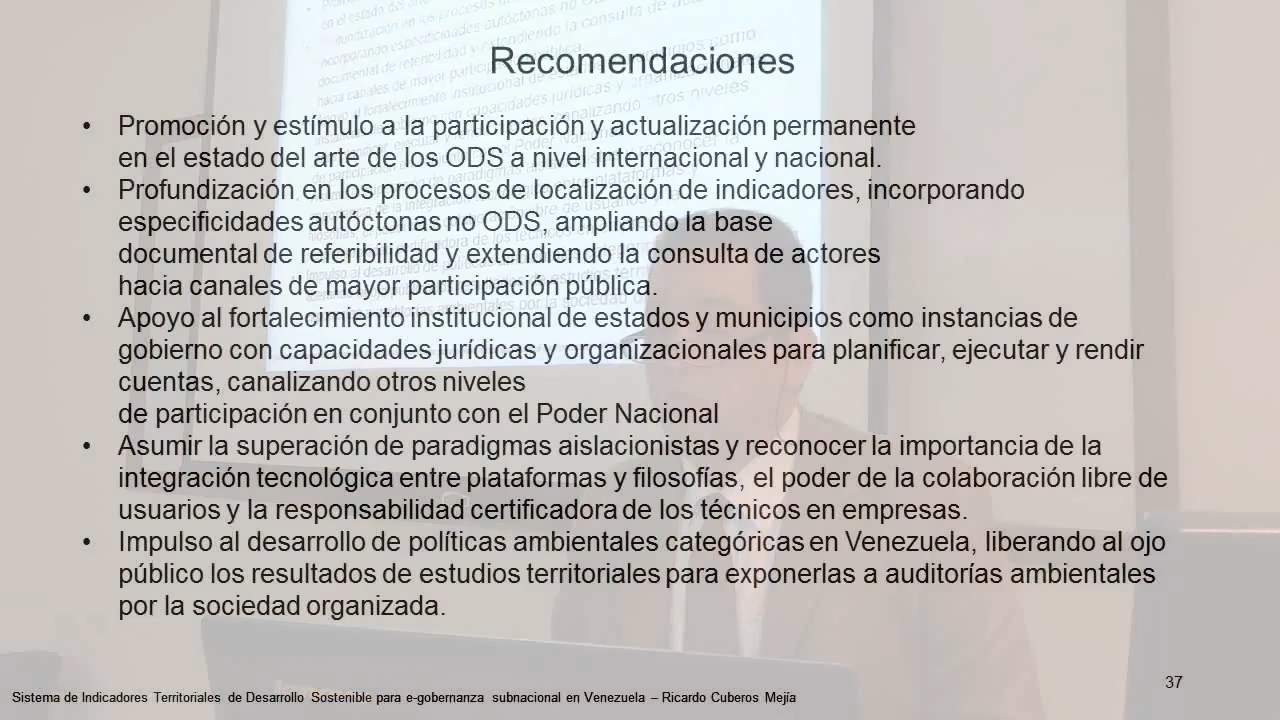 Recomendaciones
• Promoción y estímulo a la participación y actualización permanente
en el estado del arte de los ODS a nivel internacional y nacional.
• Profundización en los procesos de localización de indicadores, incorporando
especificidades autóctonas no ODS, ampliando la base
documental de referibilidad y extendiendo la consulta de actores
hacia canales de mayor participación pública.
• Apoyo al fortalecimiento institucional de estados y municipios como instancias de
gobierno con capacidades jurídicas y organizacionales para planificar, ejecutar y rendir
cuentas, canalizando otros niveles
de participación en conjunto con el Poder Nacional
• Asumir la superación de paradigmas aislacionistas y reconocer la importancia de la
integración tecnológica entre plataformas y filosofías, el poder de la colaboración libre de
usuarios y la responsabilidad certificadora de los técnicos en empresas.
• Impulso al desarrollo de políticas ambientales categóricas en Venezuela, liberando al ojo
público los resultados de estudios territoriales para exponerlas a auditorías ambientales
por la sociedad organizada.
37
Sistema de Indicadores Territoriales de Desarrollo Sostenible para e-gobernanza subnacional en Venezuela – Ricardo Cuberos Mejía